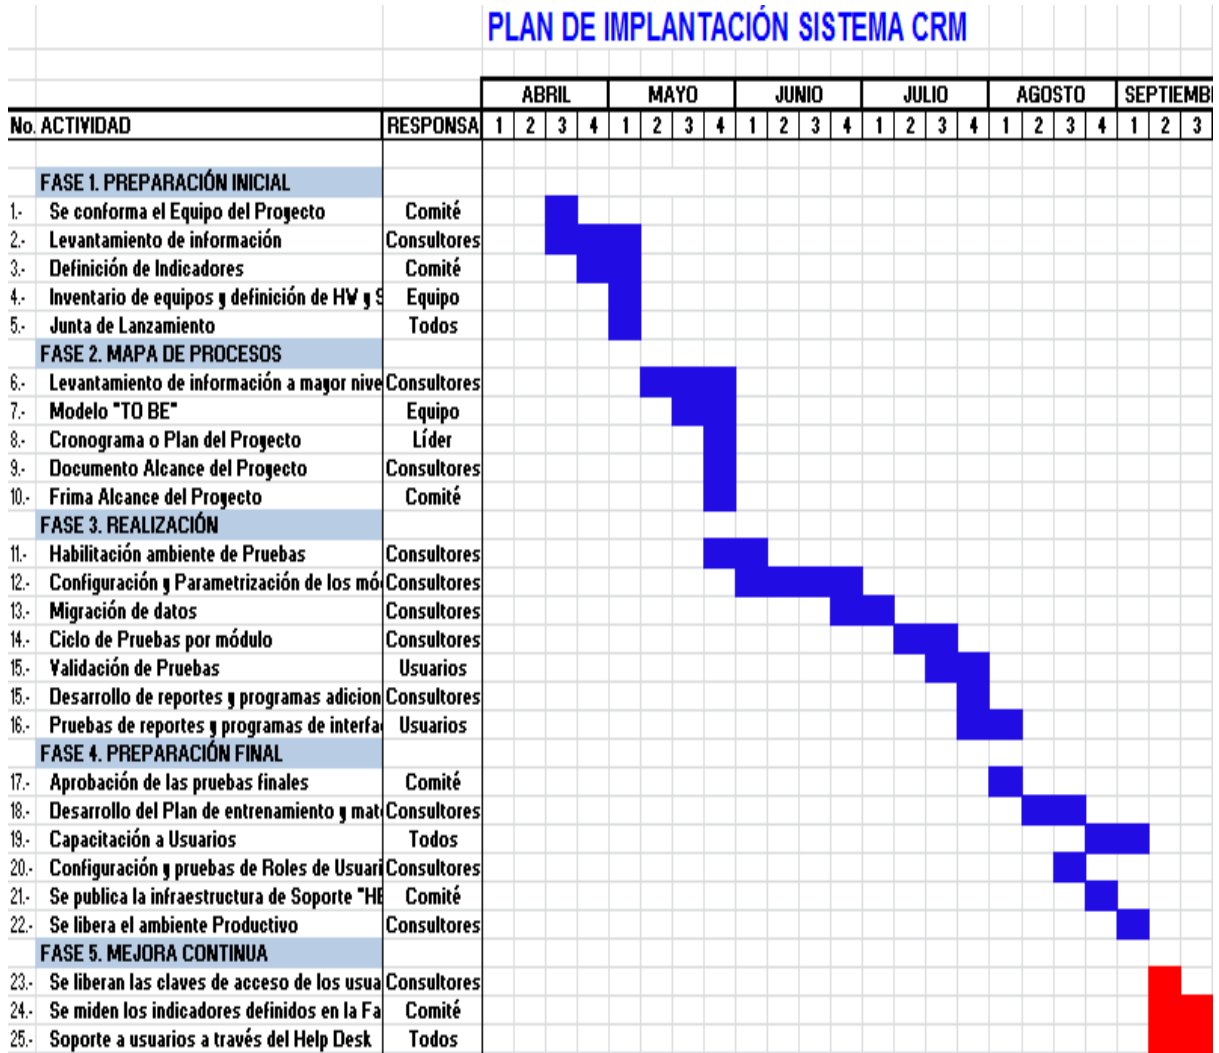 PLAN DE IMPLANTACIÓN SISTEMA CRM
ABRIL MAYO JUNIO JULIO AGOSTO SEPTIEMB
No. ACTIVIDAD RESPONSA 1 2 3 4 1 2 3 4 1 2 3 4 1 2 3 4 1 2 3 4 1 2 3
FASE 1. PREPARACIÓN INICIAL
1.- Se conforma el Equipo del Proyecto Comité
2.- Levantamiento de información Consultores
3.- Definición de Indicadores Comité
4.- Inventario de equipos y definición de HW y S Equipo
5.- Junta de Lanzamiento Todos
FASE 2. MAPA DE PROCESOS
6.- Levantamiento de información a mayor nive Consultores
7.- Modelo "TO BE" Equipo
8.- Cronograma o Plan del Proyecto Líder
9.- Documento Alcance del Proyecto Consultores
10.- Frima Alcance del Proyecto Comité
FASE 3. REALIZACIÓN
11.- Habilitación ambiente de Pruebas Consultores
12.- Configuración y Parametrización de los mó Consultores
13.- Migración de datos Consultores
14.- Ciclo de Pruebas por módulo Consultores
15.- Validación de Pruebas Usuarios
15.- Desarrollo de reportes y programas adicion Consultores
16.- Pruebas de reportes y programas de interfa Usuarios
FASE 4. PREPARACIÓN FINAL
17.- Aprobación de las pruebas finales Comité
18.- Desarrollo del Plan de entrenamiento y mat Consultores
19.- Capacitación a Usuarios Todos
20.- Configuración y pruebas de Roles de Usuari Consultores
21.- Se publica la infraestructura de Soporte "HE Comité
22.- Se libera el ambiente Productivo Consultores
FASE 5. MEJORA CONTINUA
23.- Se liberan las claves de acceso de los usua Consultores
24.- Se miden los indicadores definidos en la Fa Comité
25.- Soporte a usuarios a través del Help Desk Todos